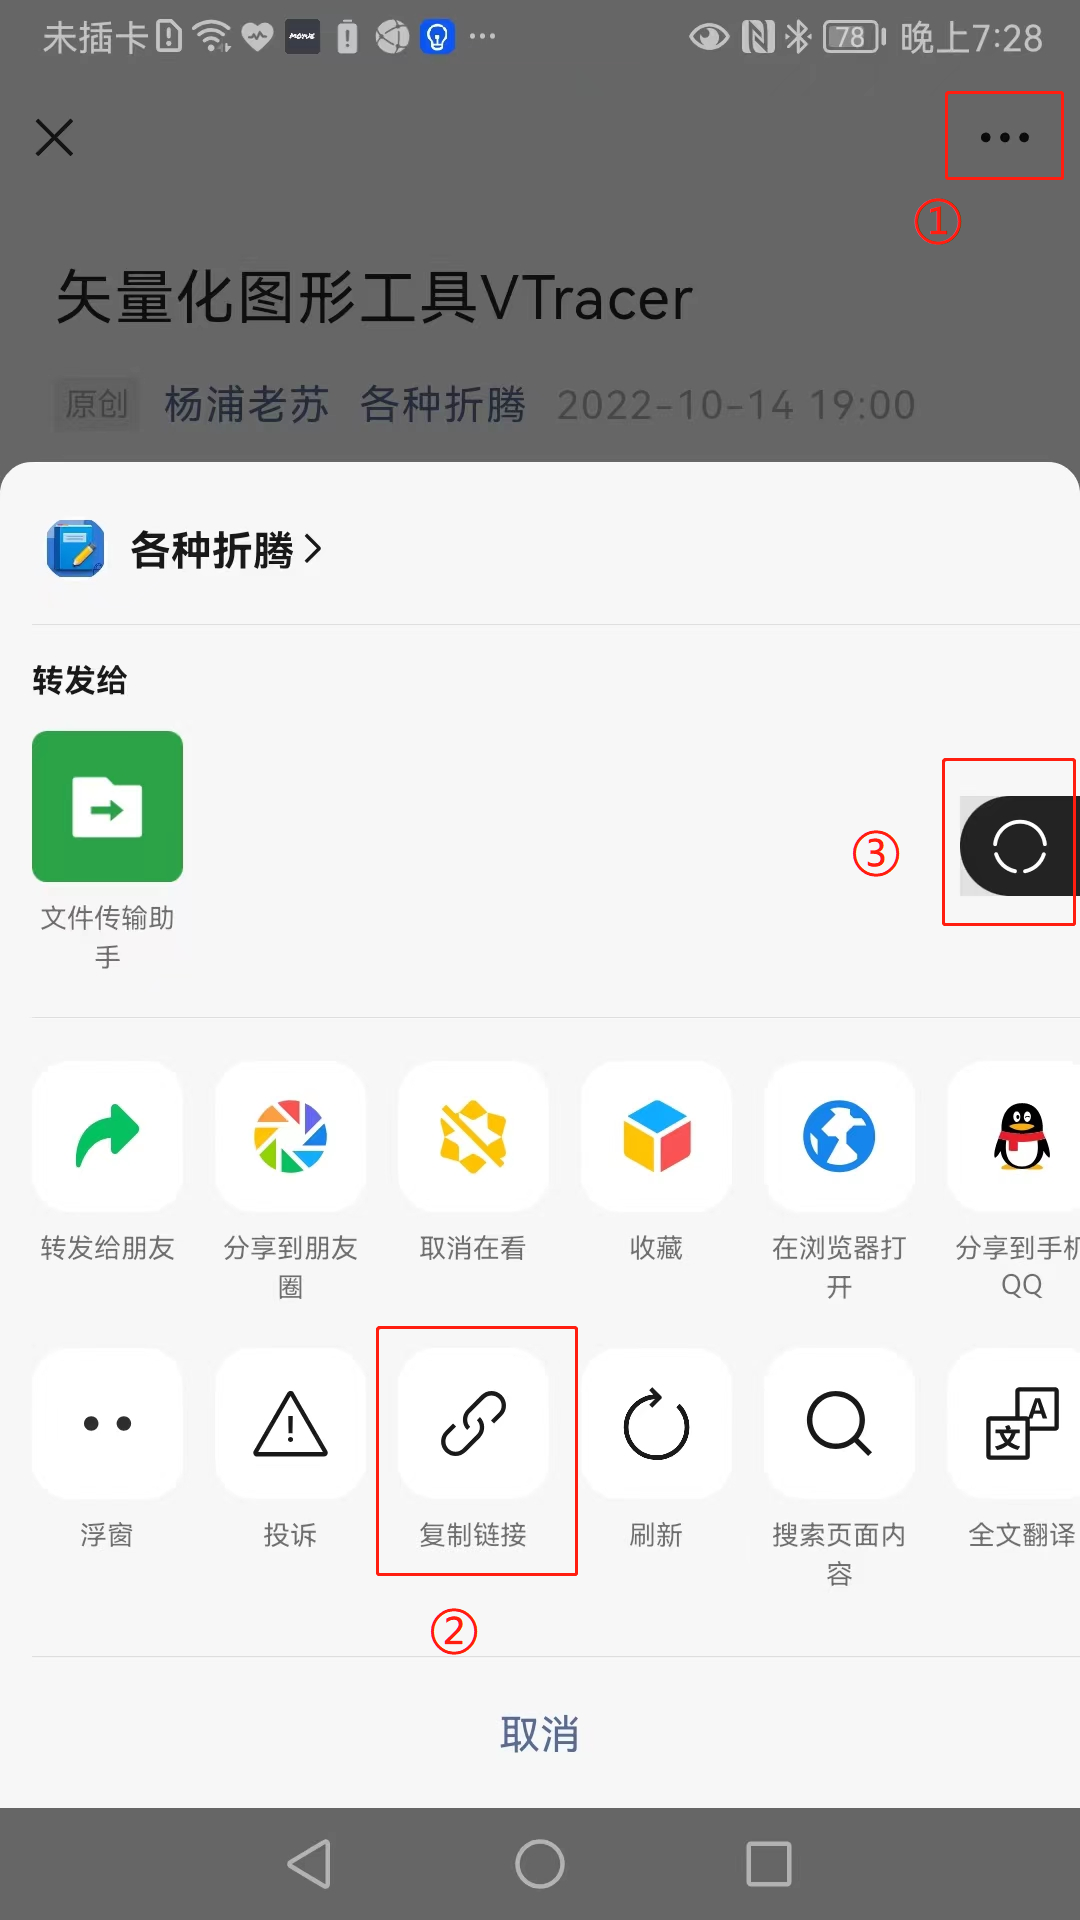 未插卡 78 晚上7:28
①
矢量化图形工具VTracer
原创 杨浦老苏 各种折腾 2022-10-14 19:00
各种折腾
转发给
③
文件传输助
手
转发给朋友 分享到朋友
圈 取消在看 收藏 在浏览器打
开 分享到手机
QQ
浮窗 投诉 复制链接 刷新 搜索页面内
容 全文翻译
②
取消